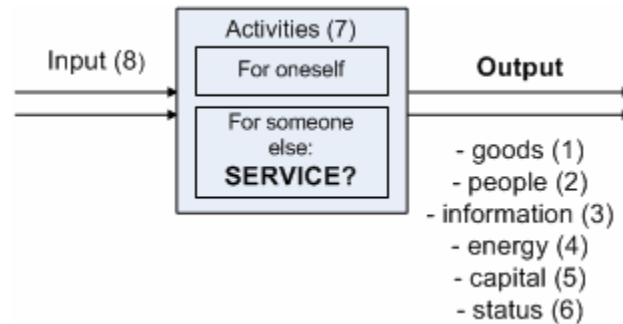 Input (8)
Activities (7)
For oneself
For someone
else:
SERVICE?
Output
- goods (1)
- people (2)
- information (3)
- energy (4)
- capital (5)
- status (6)